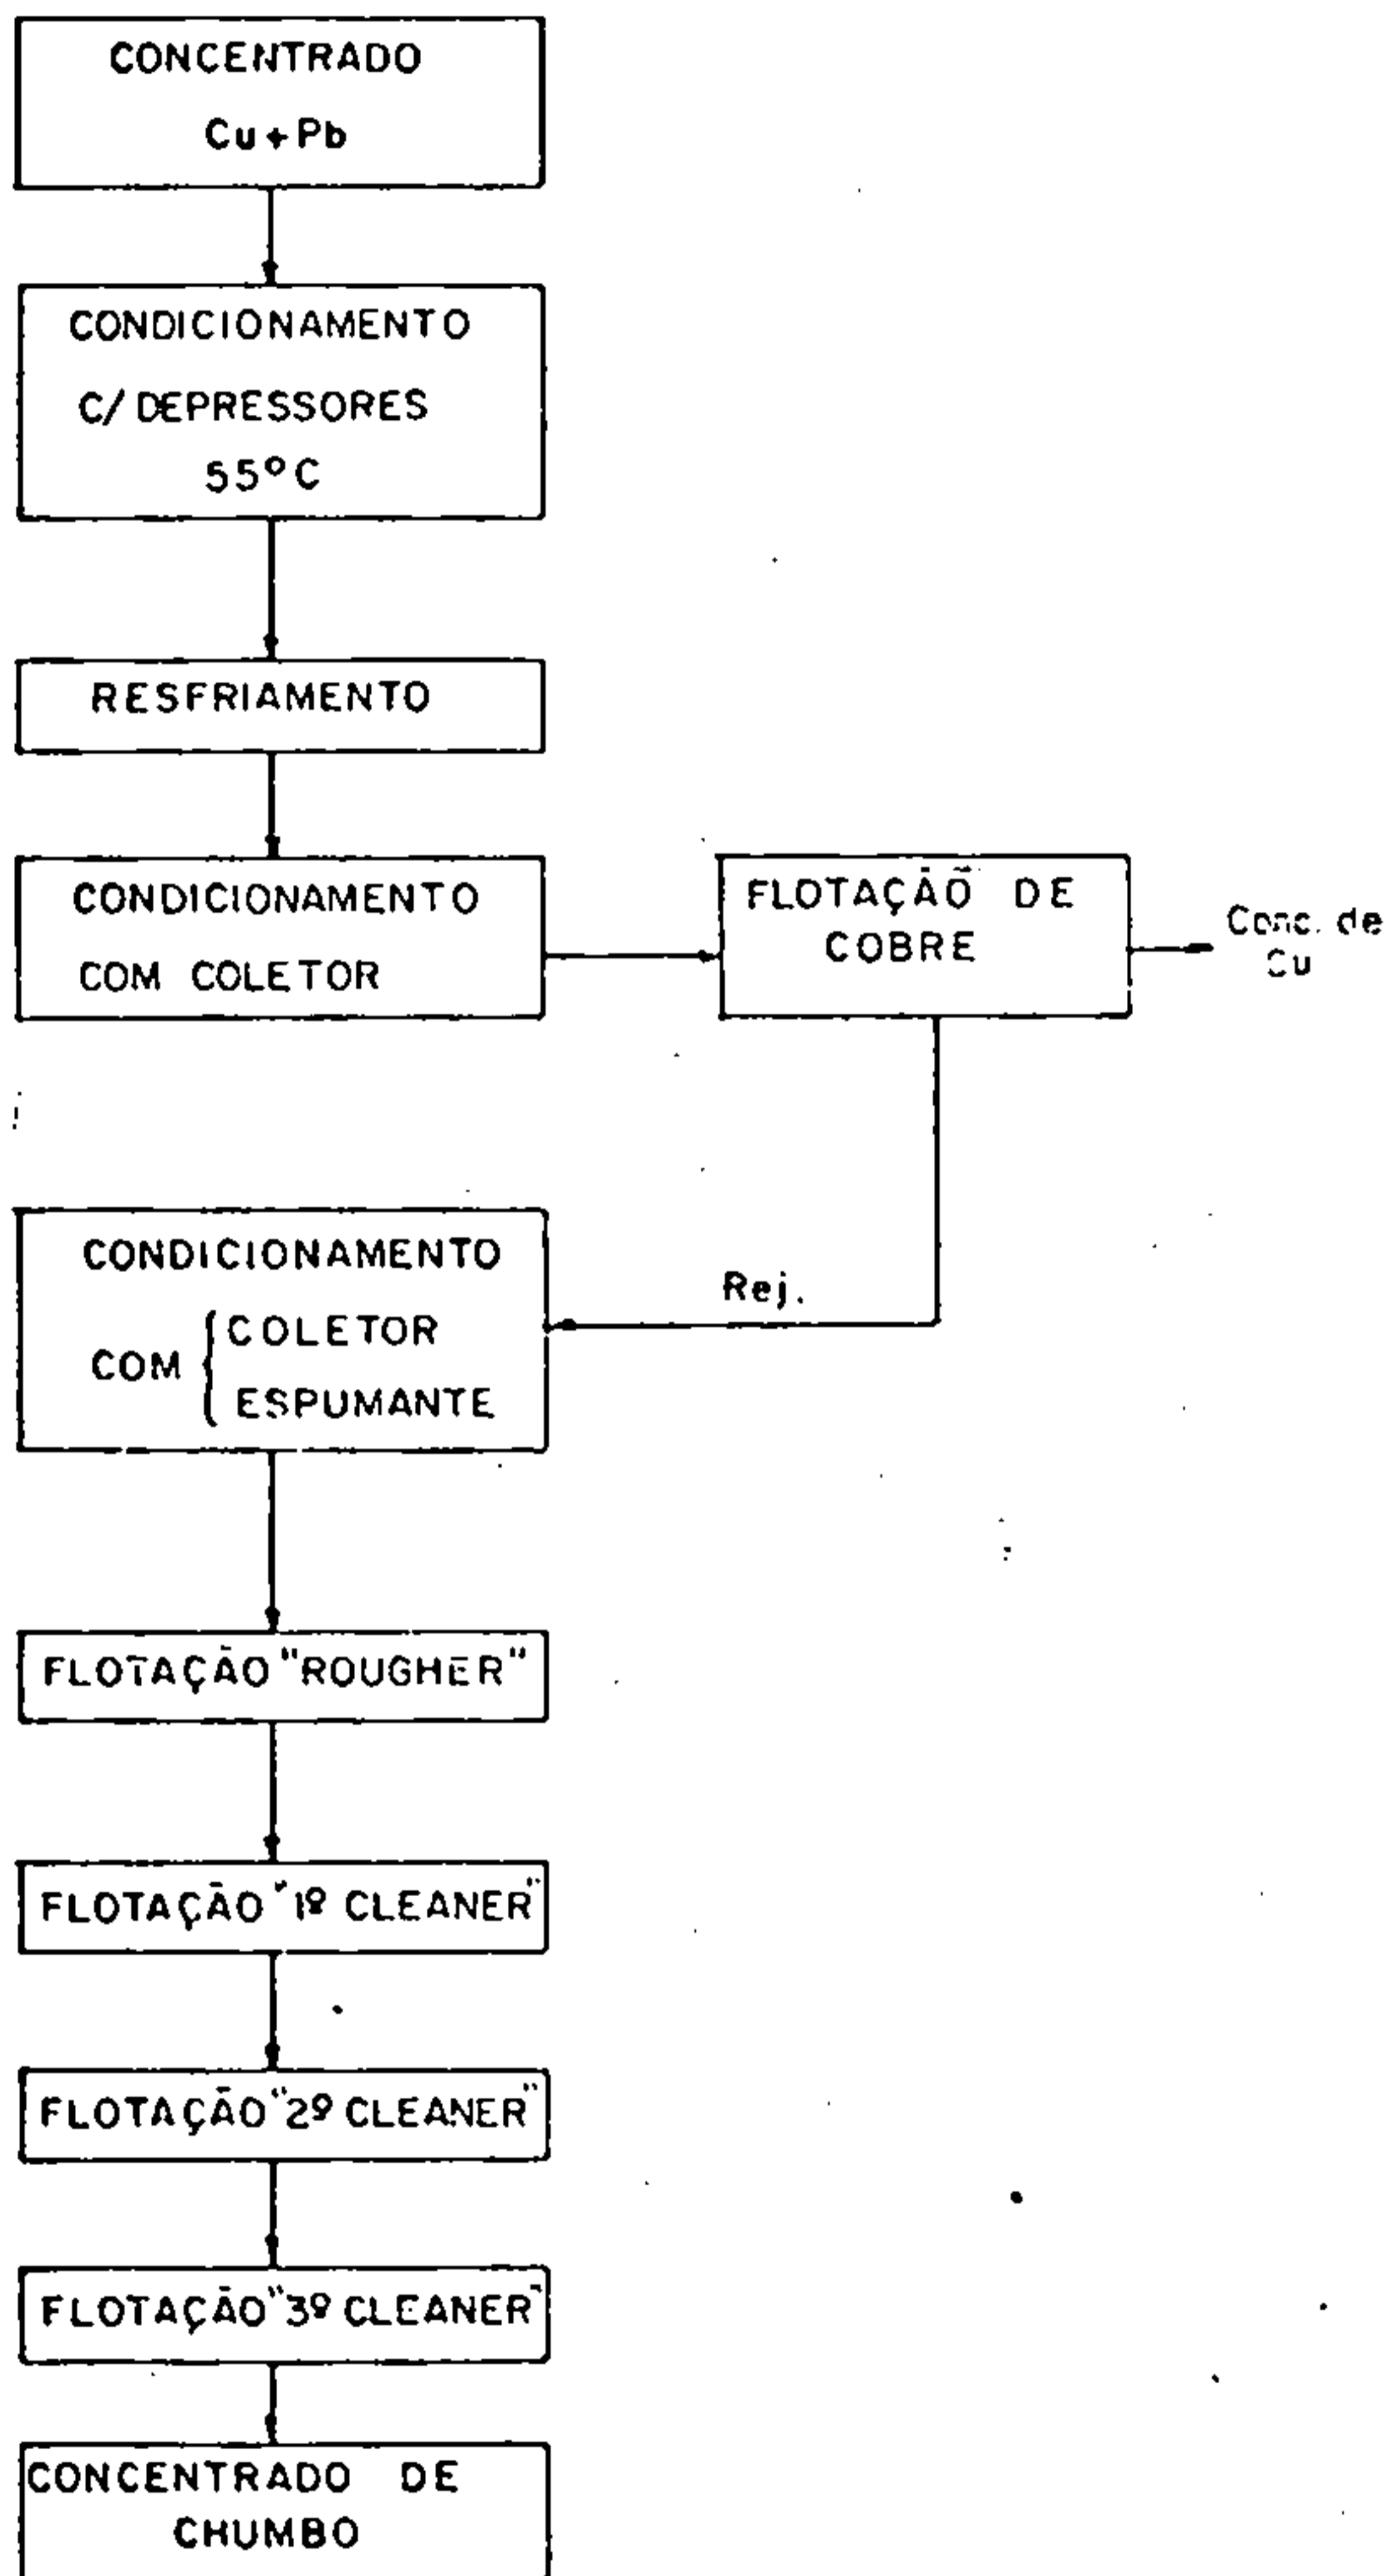 CONCENTRADO
Cu + Pb
CONDICIONAMENTO
C/ DEPRESSORES
55°C
RESFRIAMENTO
CONDICIONAMENTO
COM COLETOR
FLOTAÇÃO DE
COBRE
Conc. de
Cu
Rej.
CONDICIONAMENTO
COM { COLETOR
ESPUMANTE
FLOTAÇÃO "ROUGHER"
FLOTAÇÃO "1º CLEANER"
FLOTAÇÃO "2º CLEANER"
FLOTAÇÃO "3º CLEANER"
CONCENTRADO DE
CHUMBO